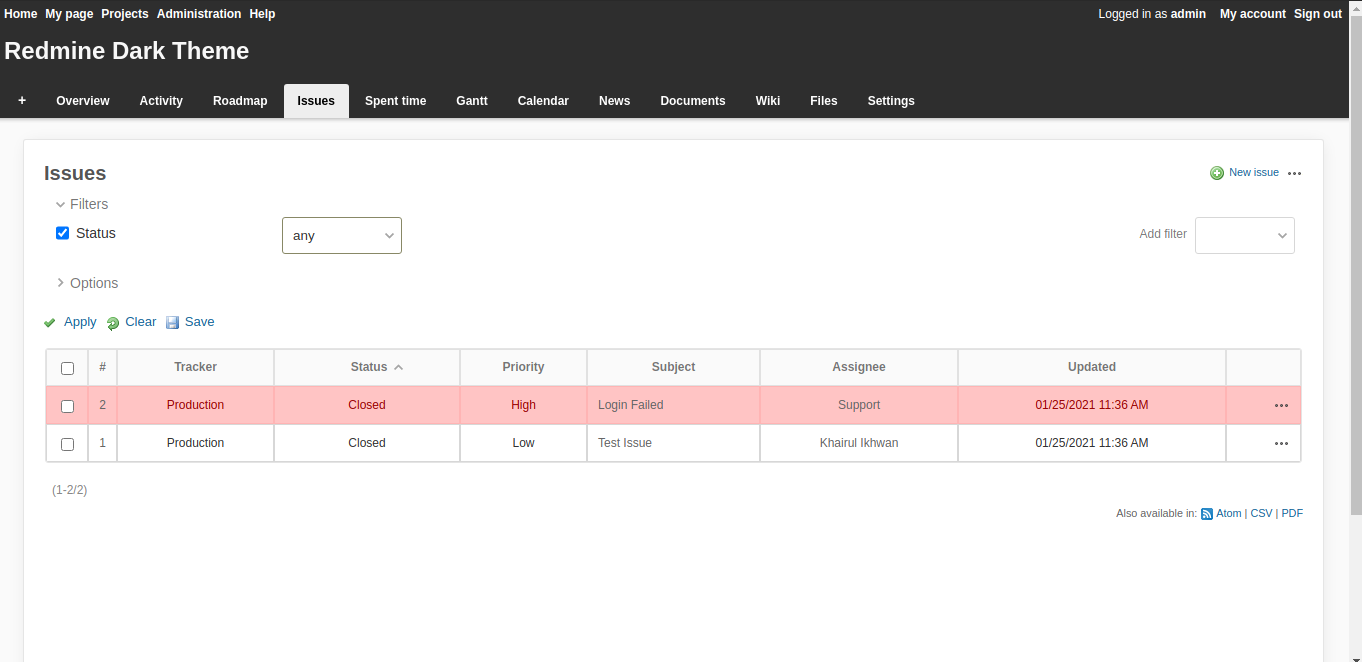 Home My page Projects Administration Help Logged in as admin My account Sign out
Redmine Dark Theme
+ Overview Activity Roadmap Issues Spent time Gantt Calendar News Documents Wiki Files Settings
Issues New issue
Filters
Status any Add filter
Options
Apply Clear Save
# Tracker Status Priority Subject Assignee Updated
2 Production Closed High Login Failed Support 01/25/2021 11:36 AM
1 Production Closed Low Test Issue Khairul Ikhwan 01/25/2021 11:36 AM
(1-2/2)
Also available in: Atom | CSV | PDF